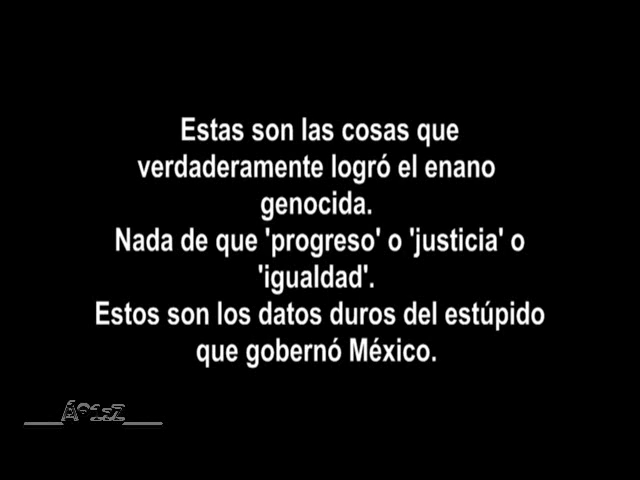 Estas son las cosas que
verdaderamente logró el enano
genocida.
Nada de que 'progreso' o 'justicia' o
'igualdad'.
Estos son los datos duros del estúpido
que gobernó México.